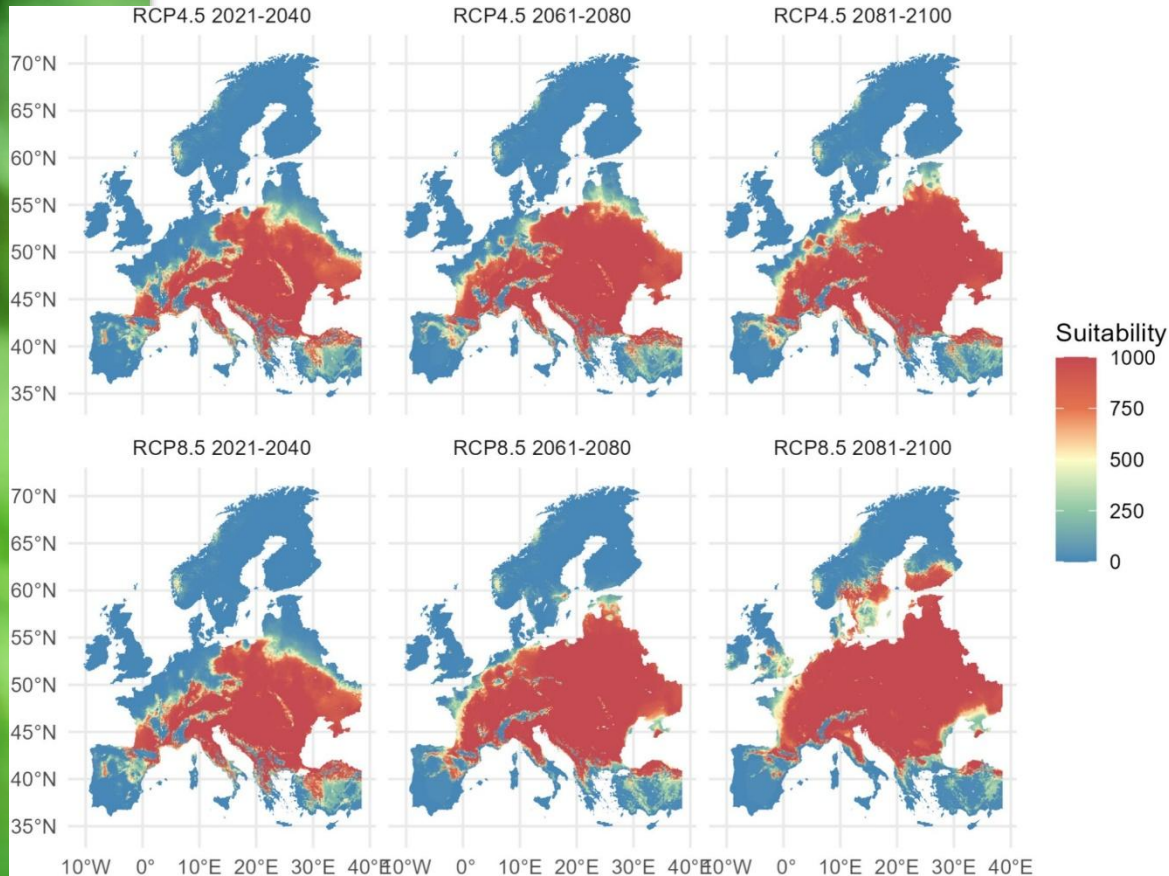 RCP4.5 2021-2040 RCP4.5 2061-2080 RCP4.5 2081-2100
70°N
65°N
60°N
55°N
50°N
45°N
40°N
35°N
RCP8.5 2021-2040 RCP8.5 2061-2080 RCP8.5 2081-2100
70°N
65°N
60°N
55°N
50°N
45°N
40°N
35°N
10°W 0° 10°E 20°E 30°E 40°E 10°W 0° 10°E 20°E 30°E 40°E 10°W 0° 10°E 20°E 30°E 40°E
Suitability
1000
750
500
250
0